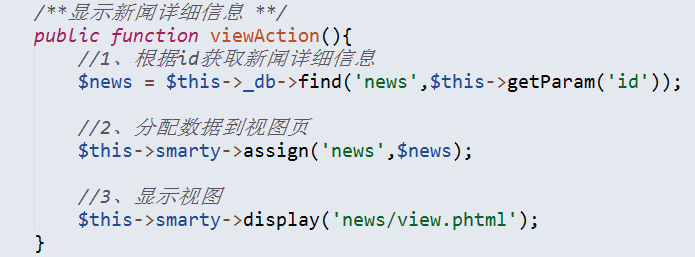 /**显示新闻详细信息 **/
public function viewAction(){
//1、根据id获取新闻详细信息
$news = $this->_db->find('news',$this->getParam('id'));
//2、分配数据到视图页
$this->smarty->assign('news',$news);
//3、显示视图
$this->smarty->display('news/view.phtml');
}